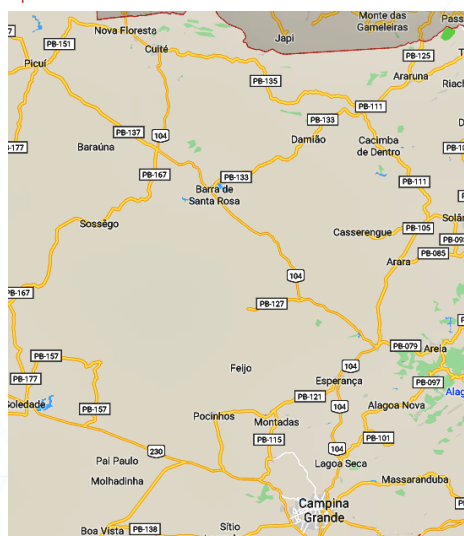 Monte das
Gameleiras
Pass
Nova Floresta
Japi
PB-151
Cuité
PB-125
Picuí
Araruna
PB-135
Riach
PB-111
PB-133
PB-137
104
Damião
Cacimba
de Dentro
Baraúna
PB-177
PB-167
PB-133
PB-111
Barra de
Santa Rosa
Sossêgo
Casserengue
PB-105
Solân
PB-085
Arara
104
PB-167
PB-127
PB-157
PB-079
Areia
Feijo
104
PB-177
Esperança
PB-097
Alag
PB-121
104
Alagoa Nova
Soledade
PB-157
Pocinhos
Montadas
PB-115
PB-101
104
230
Pai Paulo
Lagoa Seca
Molhadinha
Massaranduba
Campina
Grande
Boa Vista
PB-138
Sítio